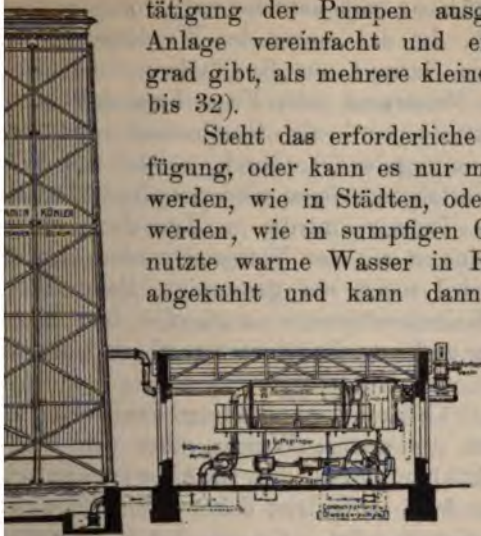 tätigung der Pumpen ausg
Anlage vereinfacht und e
grad gibt, als mehrere klein
bis 32).
Steht das erforderliche
fügung, oder kann es nur m
werden, wie in Städten, ode
werden, wie in sumpfigen
nutzte warme Wasser in
abgekühlt und kann dann
KÜHLER